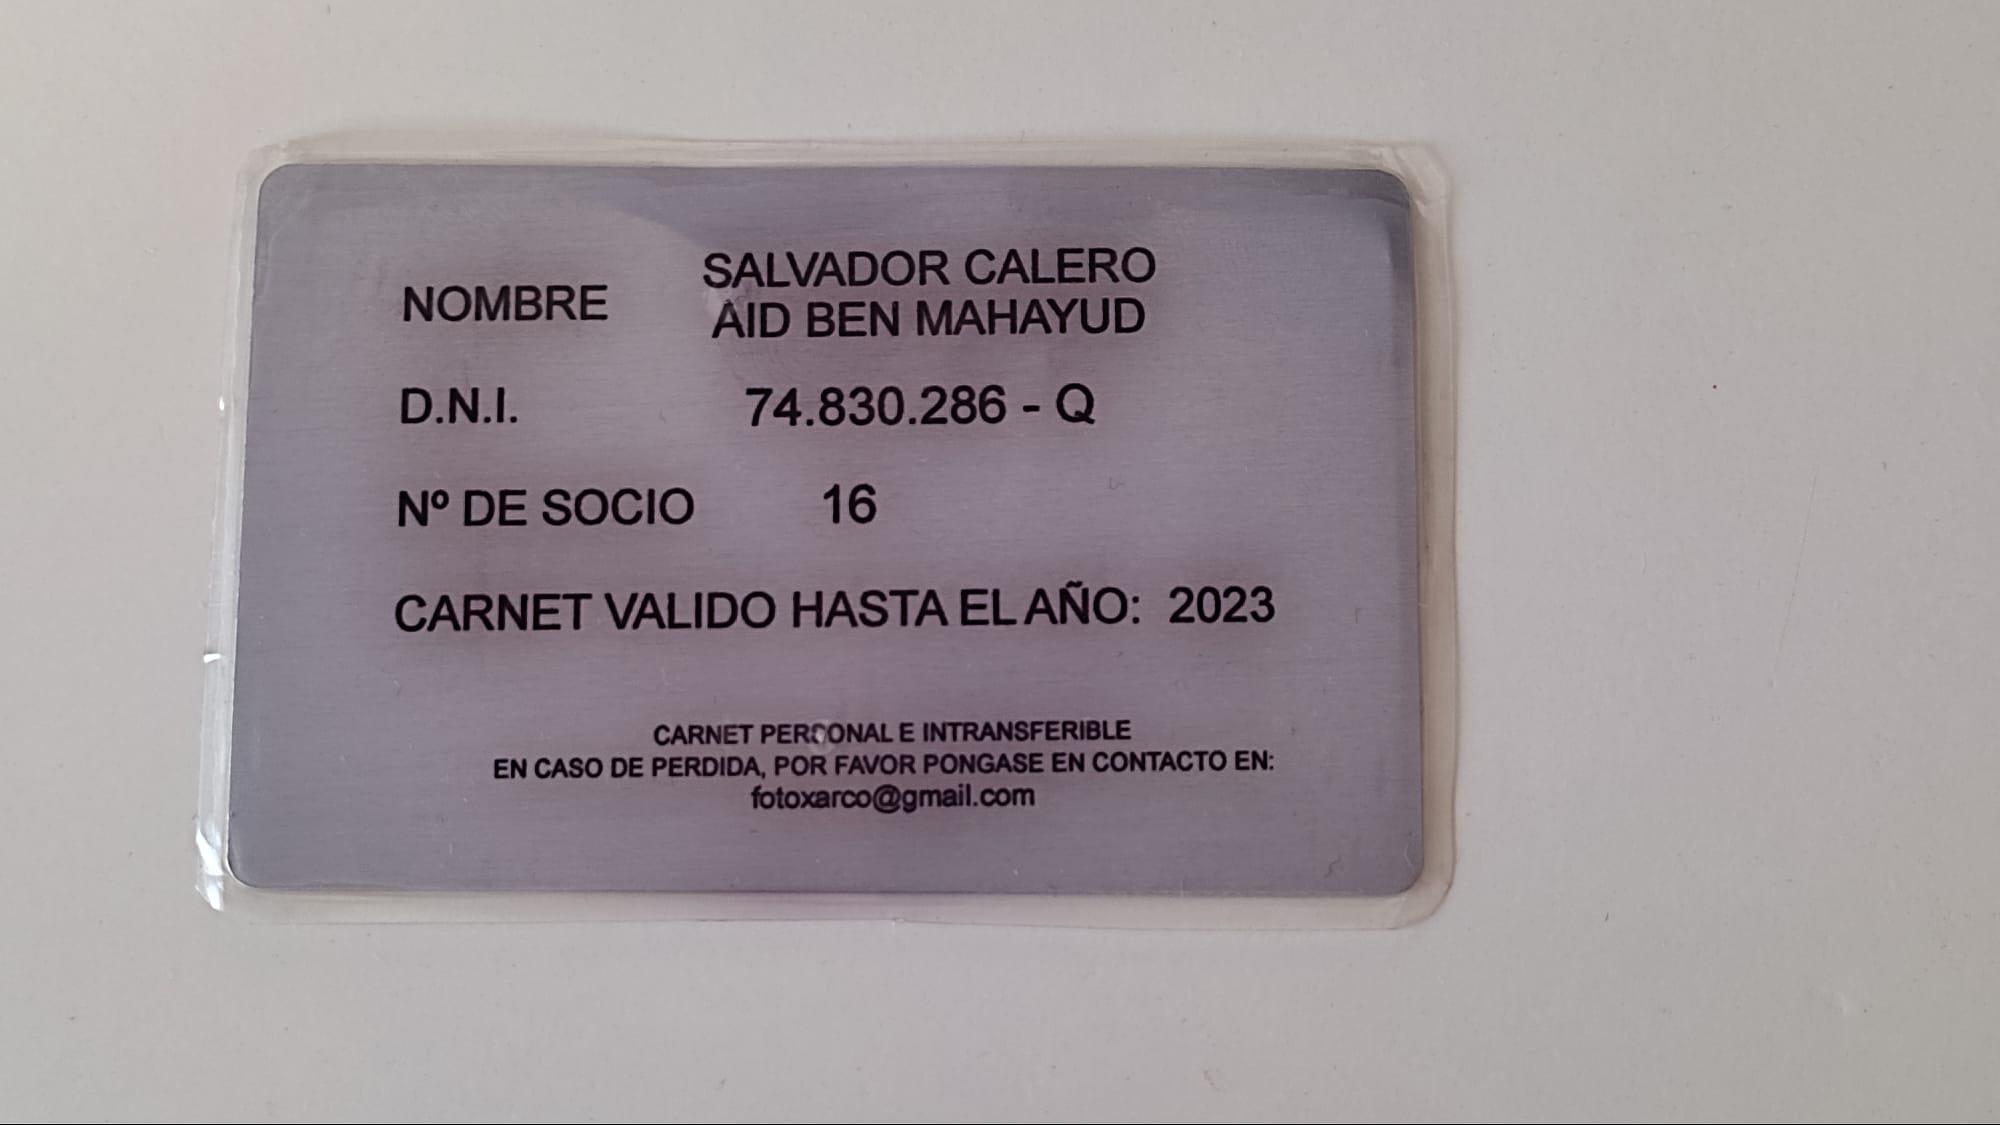 NOMBRE SALVADOR CALERO
AID BEN MAHAYUD
D.N.I. 74.830.286 - Q
Nº DE SOCIO 16
CARNET VALIDO HASTA EL AÑO: 2023
CARNET PERSONAL E INTRANSFERIBLE
EN CASO DE PERDIDA, POR FAVOR PONGASE EN CONTACTO EN:
fotoxarco@gmail.com